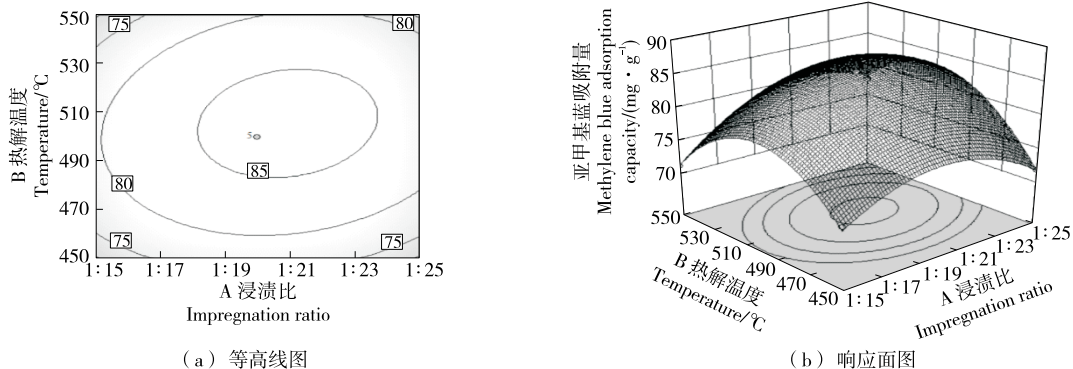 550
530
510
490
470
450
B 热解温度
Temperature/℃
75
80
5
85
80
75
75
1∶15
1∶17
1∶19
1∶21
1∶23
1∶25
A 浸渍比
Impregnation ratio
(a) 等高线图
亚甲基蓝吸附量
Methylene blue adsorption
capacity/(mg·g⁻¹)
90
85
80
75
70
550
530
510
490
470
450
B 热解温度
Temperature/℃
1∶15
1∶17
1∶19
1∶21
1∶23
1∶25
A 浸渍比
Impregnation ratio
(b) 响应面图